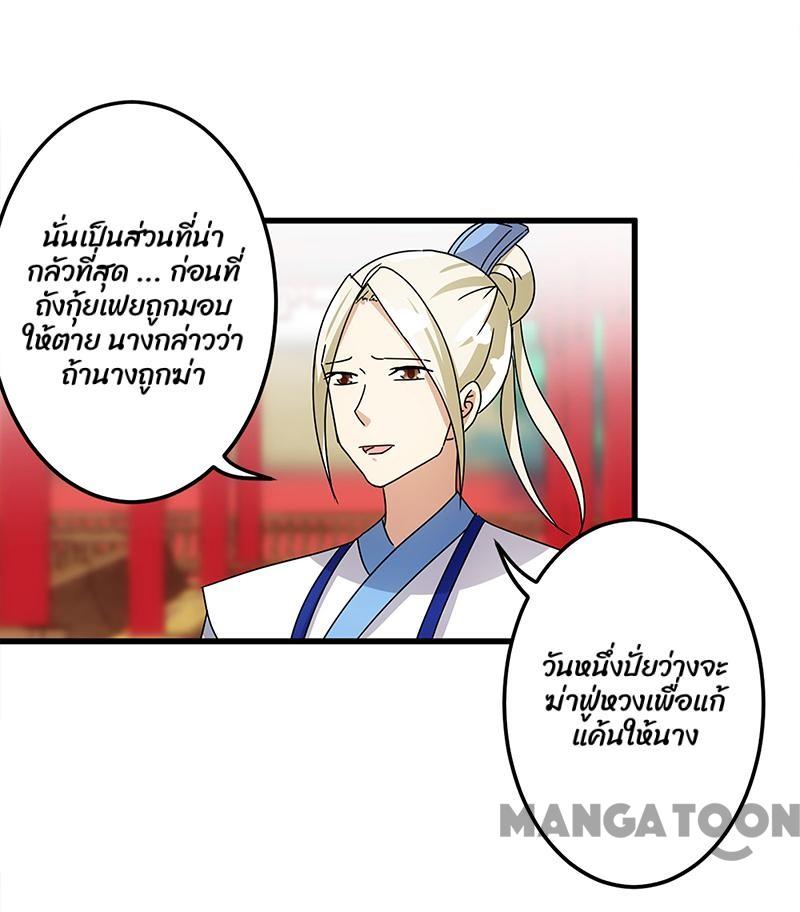 นั่นเป็นส่วนที่น่า
กลัวที่สุด ... ก่อนที่
ถังกุ้ยเฟยถูกมอบ
ให้ตาย นางกล่าวว่า
ถ้านางถูกฆ่า
วันหนึ่งปั่ยว่างจะ
ฆ่าฟู่หวงเพื่อแก้
แค้นให้นาง
MANGATOON